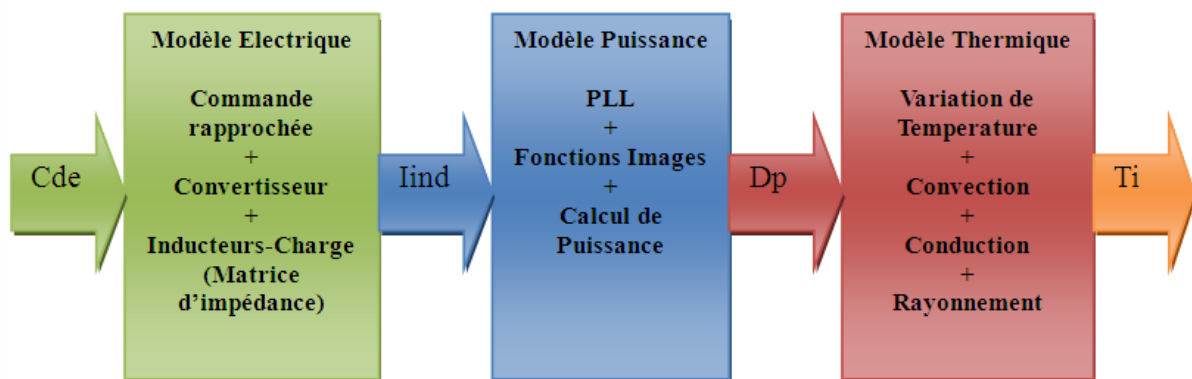 Cde
Modèle Electrique
Commande
rapprochée
+
Convertisseur
+
Inducteurs-Charge
(Matrice
d'impédance)
Iind
Modèle Puissance
PLL
+
Fonctions Images
+
Calcul de
Puissance
Dp
Modèle Thermique
Variation de
Temperature
+
Convection
+
Conduction
+
Rayonnement
Ti